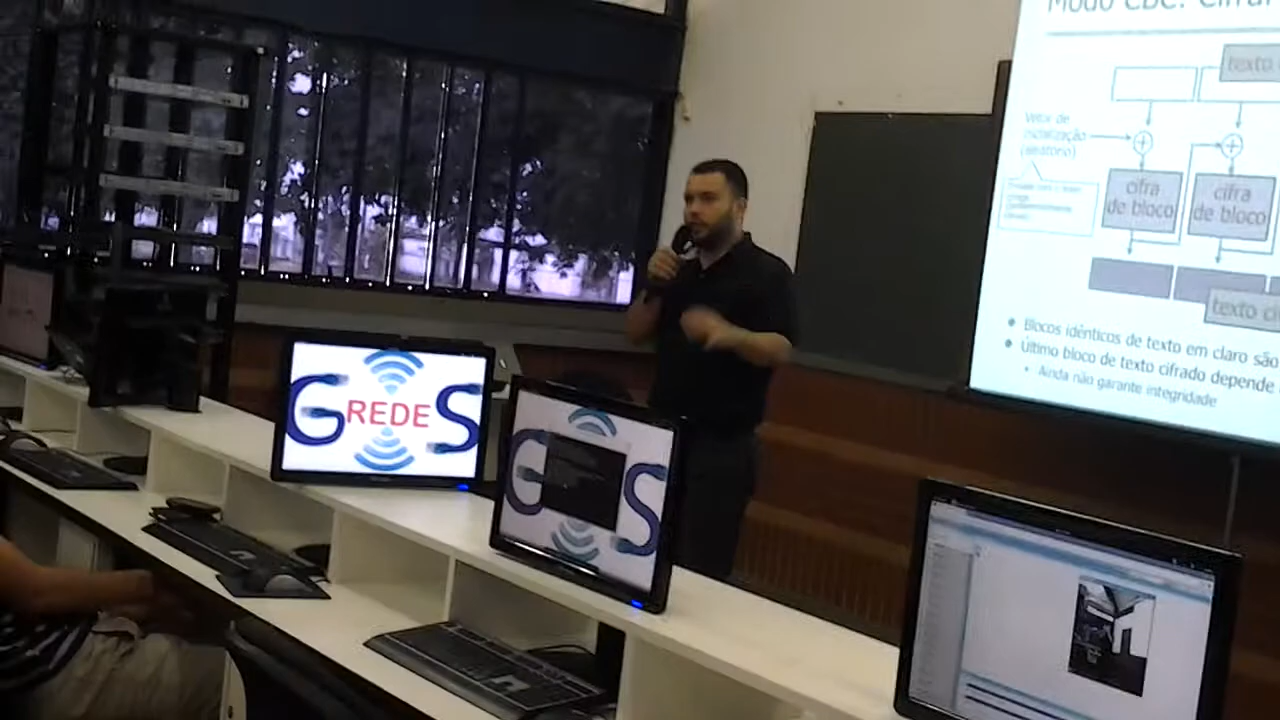 Modo CBC: Cifra
texto
Vetor de
inicialização
(aleatório)
cifra
de bloco
cifra
de bloco
texto ci
Blocos idênticos de texto em claro são
Último bloco de texto cifrado depende
Ainda não garante integridade
G REDES S
G S